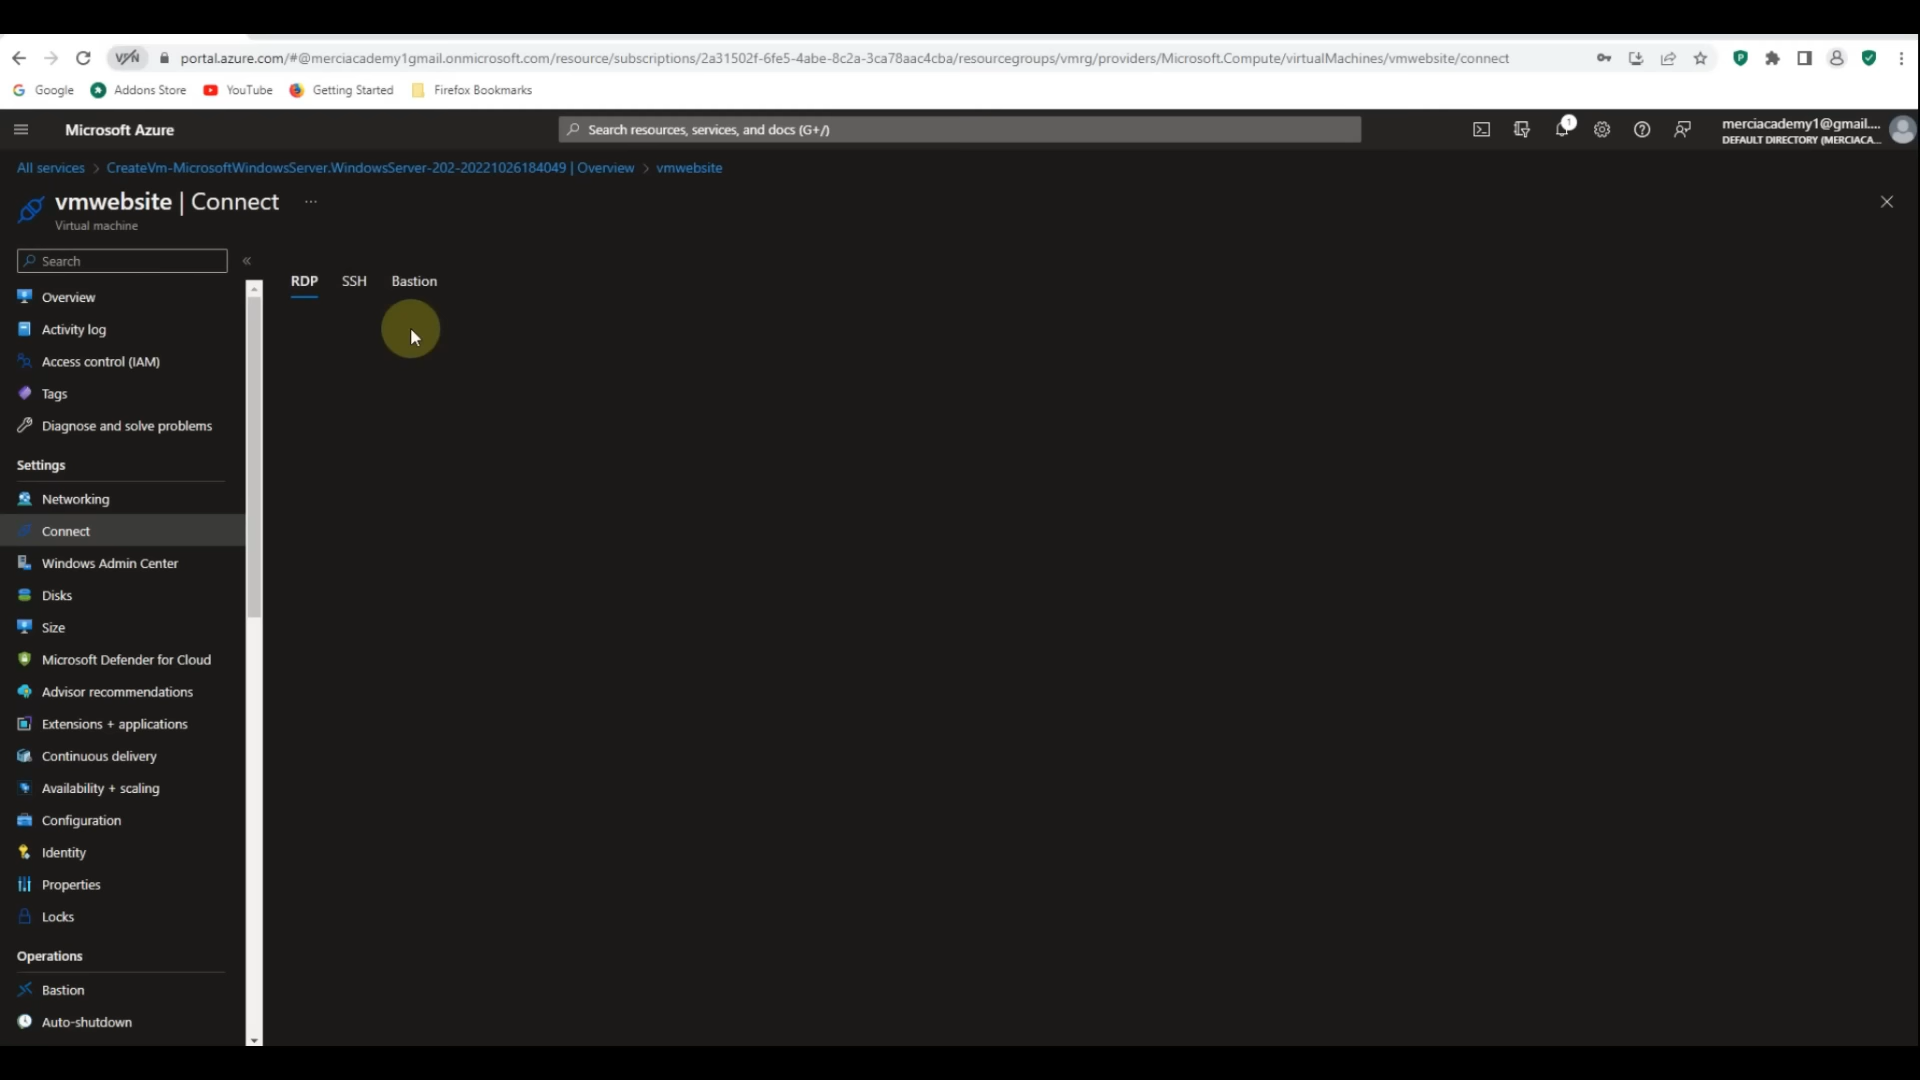 VPN
portal.azure.com/#@merciacademy1gmail.onmicrosoft.com/resource/subscriptions/2a31502f-6fe5-4abe-8c2a-3ca78aac4cba/resourcegroups/vmrg/providers/Microsoft.Compute/virtualMachines/vmwebsite/connect
Google Addons Store YouTube Getting Started Firefox Bookmarks
Microsoft Azure
Search resources, services, and docs (G+/)
1
merciacademy1@gmail....
DEFAULT DIRECTORY (MERCIACA...
All services > CreateVm-MicrosoftWindowsServer.WindowsServer-202-20221026184049 | Overview > vmwebsite
vmwebsite | Connect ...
Virtual machine
Search «
RDP SSH Bastion
Overview
Activity log
Access control (IAM)
Tags
Diagnose and solve problems
Settings
Networking
Connect
Windows Admin Center
Disks
Size
Microsoft Defender for Cloud
Advisor recommendations
Extensions + applications
Continuous delivery
Availability + scaling
Configuration
Identity
Properties
Locks
Operations
Bastion
Auto-shutdown